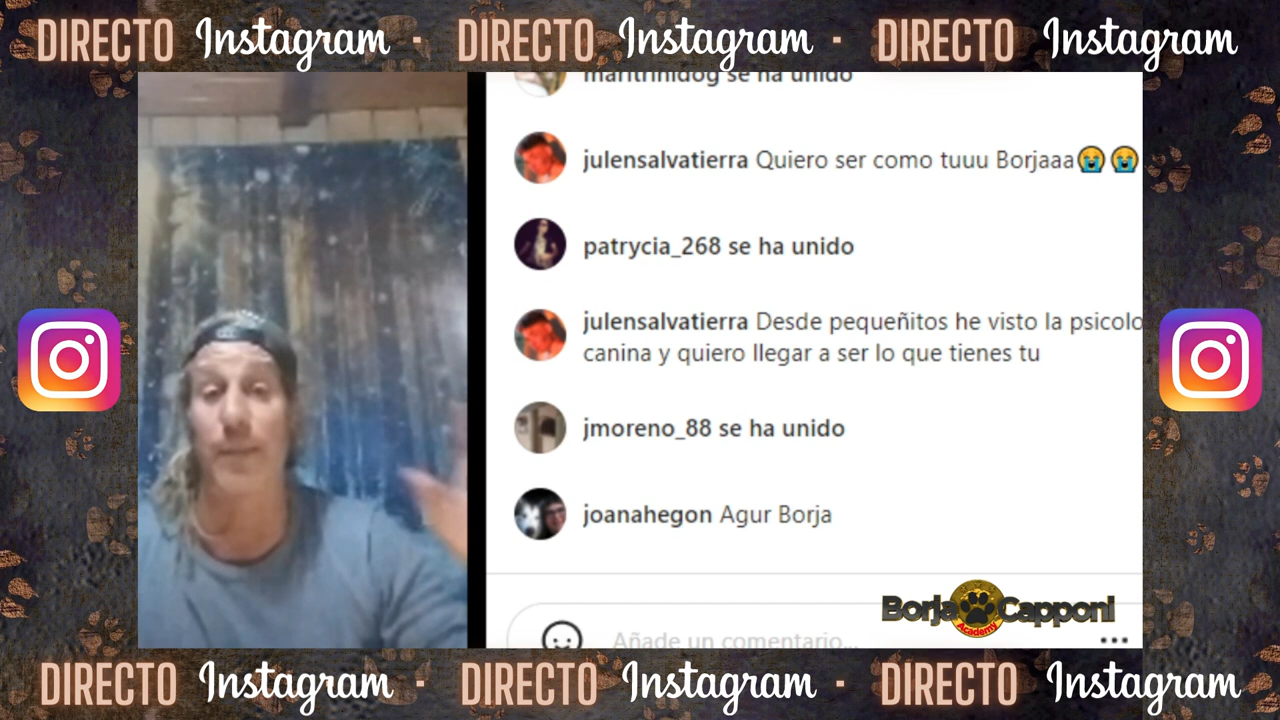 DIRECTO Instagram · DIRECTO Instagram · DIRECTO Instagram
maritrinidog se ha unido
julensalvatierra Quiero ser como tuuu Borjaaa😭😭
patrycia_268 se ha unido
julensalvatierra Desde pequeñitos he visto la psicolo
canina y quiero llegar a ser lo que tienes tu
jmoreno_88 se ha unido
joanahegon Agur Borja
Borja Capponi
Academy
Añade un comentario...
DIRECTO Instagram · DIRECTO Instagram · DIRECTO Instagram